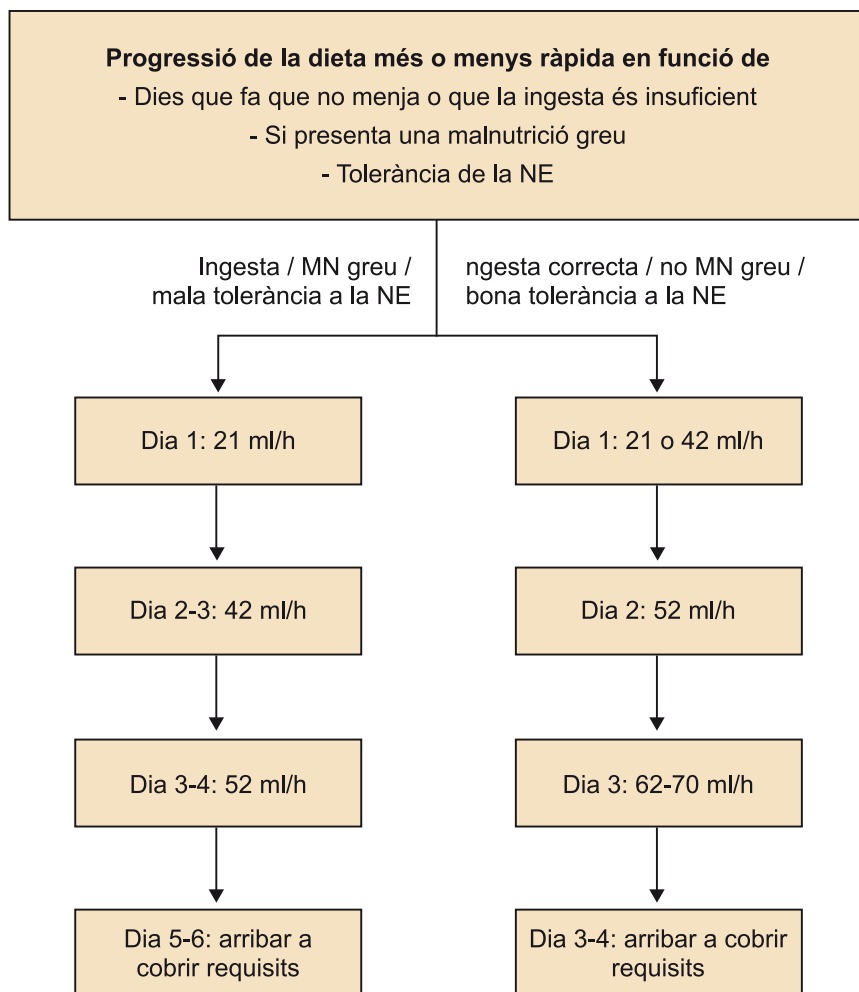 Progressió de la dieta més o menys ràpida en funció de
- Dies que fa que no menja o que la ingesta és insuficient
- Si presenta una malnutrició greu
- Tolerància de la NE
Ingesta / MN greu /
mala tolerància a la NE
ngesta correcta / no MN greu /
bona tolerància a la NE
Dia 1: 21 ml/h
Dia 1: 21 o 42 ml/h
Dia 2-3: 42 ml/h
Dia 2: 52 ml/h
Dia 3-4: 52 ml/h
Dia 3: 62-70 ml/h
Dia 5-6: arribar a
cobrir requisits
Dia 3-4: arribar a cobrir
requisits